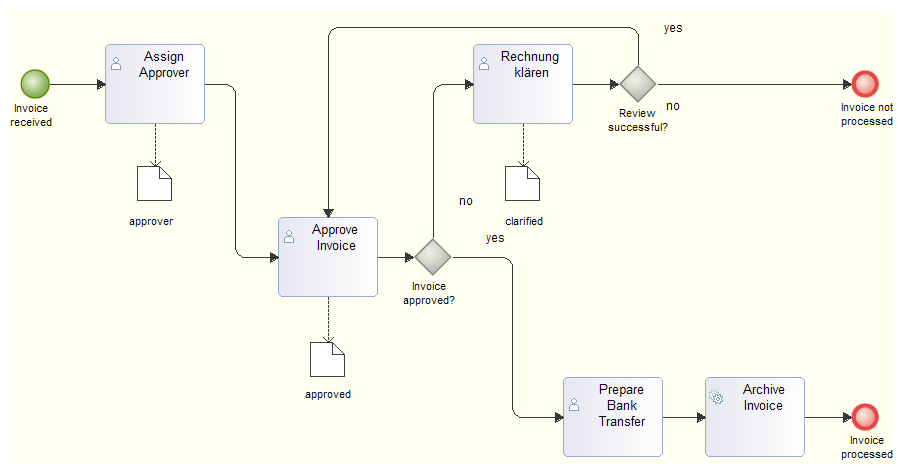 yes
Assign
Approver
Rechnung
klären
Invoice
received
Review
successful?
no
Invoice not
processed
approver
no
clarified
Approve
Invoice
yes
Invoice
approved?
approved
Prepare
Bank
Transfer
Archive
Invoice
Invoice
processed